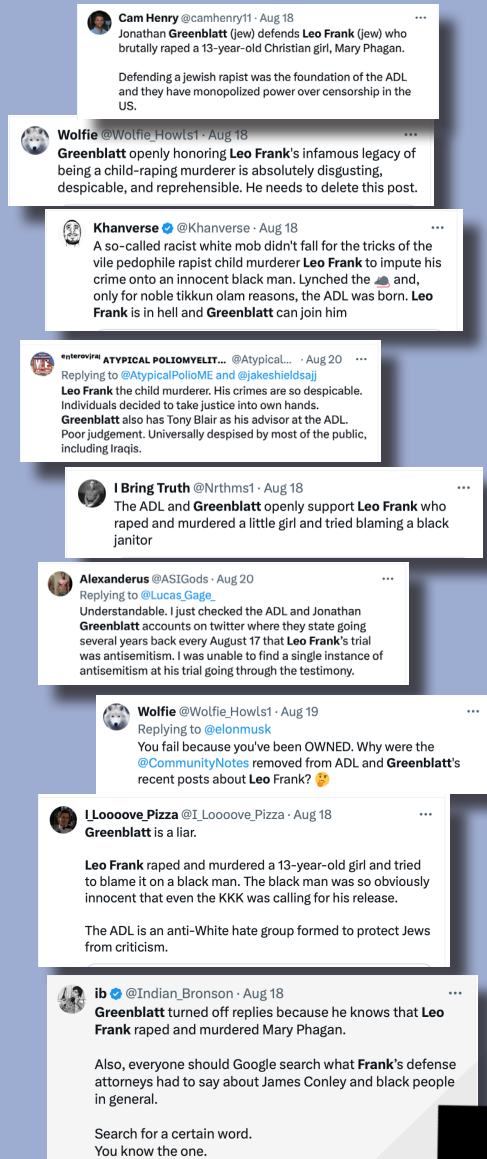 Cam Henry @camhenry11 · Aug 18 ...
Jonathan Greenblatt (jew) defends Leo Frank (jew) who
brutally raped a 13-year-old Christian girl, Mary Phagan.
Defending a jewish rapist was the foundation of the ADL
and they have monopolized power over censorship in the
US.
Wolfie @Wolfie_Howls1 · Aug 18 ...
Greenblatt openly honoring Leo Frank's infamous legacy of
being a child-raping murderer is absolutely disgusting,
despicable, and reprehensible. He needs to delete this post.
Khanverse @Khanverse · Aug 18 ...
A so-called racist white mob didn't fall for the tricks of the
vile pedophile rapist child murderer Leo Frank to impute his
crime onto an innocent black man. Lynched the 🐀 and,
only for noble tikkun olam reasons, the ADL was born. Leo
Frank is in hell and Greenblatt can join him
ATYPICAL POLIOMYELIT... @Atypical... · Aug 20 ...
Replying to @AtypicalPolioME and @jakeshieldsajj
Leo Frank the child murderer. His crimes are so despicable.
Individuals decided to take justice into own hands.
Greenblatt also has Tony Blair as his advisor at the ADL.
Poor judgement. Universally despised by most of the public,
including Iraqis.
I Bring Truth @Nrthms1 · Aug 18 ...
The ADL and Greenblatt openly support Leo Frank who
raped and murdered a little girl and tried blaming a black
janitor
Alexanderus @ASIGods · Aug 20 ...
Replying to @Lucas_Gage_
Understandable. I just checked the ADL and Jonathan
Greenblatt accounts on twitter where they state going
several years back every August 17 that Leo Frank's trial
was antisemitism. I was unable to find a single instance of
antisemitism at his trial going through the testimony.
Wolfie @Wolfie_Howls1 · Aug 19 ...
Replying to @elonmusk
You fail because you've been OWNED. Why were the
@CommunityNotes removed from ADL and Greenblatt's
recent posts about Leo Frank? 🤔
I_Loooove_Pizza @I_Loooove_Pizza · Aug 18 ...
Greenblatt is a liar.
Leo Frank raped and murdered a 13-year-old girl and tried
to blame it on a black man. The black man was so obviously
innocent that even the KKK was calling for his release.
The ADL is an anti-White hate group formed to protect Jews
from criticism.
ib @Indian_Bronson · Aug 18 ...
Greenblatt turned off replies because he knows that Leo
Frank raped and murdered Mary Phagan.
Also, everyone should Google search what Frank's defense
attorneys had to say about James Conley and black people
in general.
Search for a certain word.
You know the one.